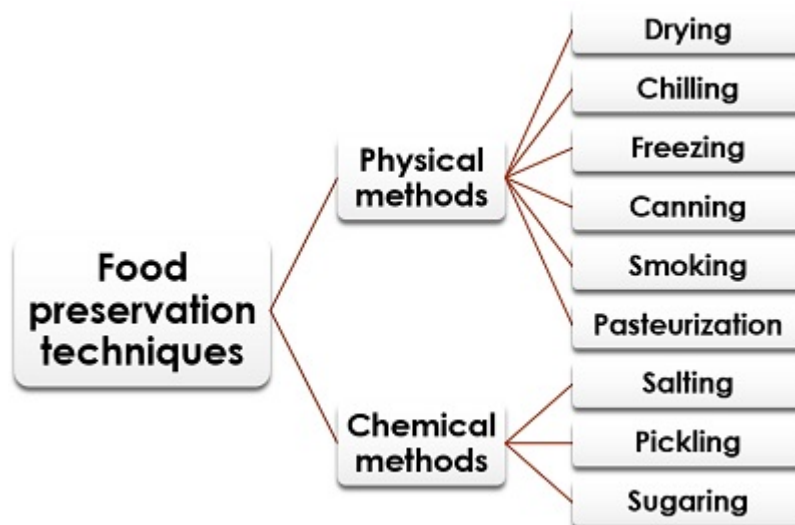 Food
preservation
techniques
Physical
methods
Drying
Chilling
Freezing
Canning
Smoking
Pasteurization
Chemical
methods
Salting
Pickling
Sugaring